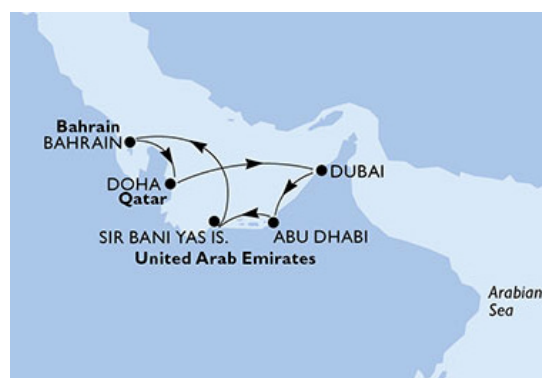 Bahrain
BAHRAIN
DOHA
Qatar
DUBAI
SIR BANI YAS IS.
ABU DHABI
United Arab Emirates
Arabian
Sea